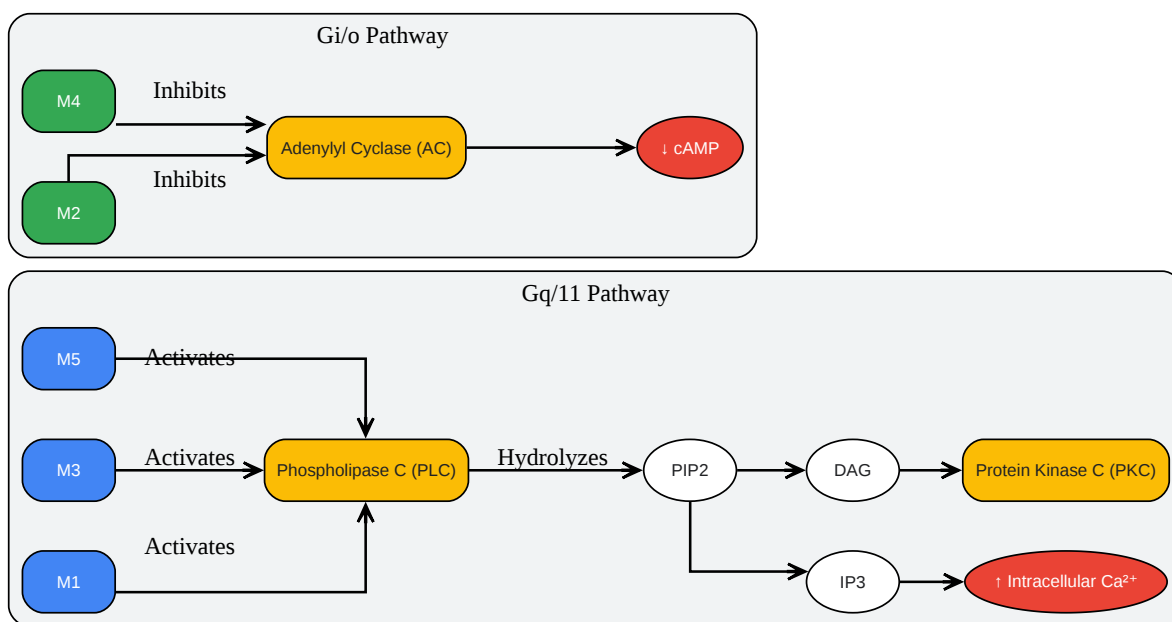 Gi/o Pathway
M4
Inhibits
Adenylyl Cyclase (AC)
↓ cAMP
Inhibits
M2
Gq/11 Pathway
M5
Activates
M3
Activates
Phospholipase C (PLC)
Hydrolyzes
PIP2
DAG
Protein Kinase C (PKC)
Activates
M1
IP3
↑ Intracellular Ca²⁺